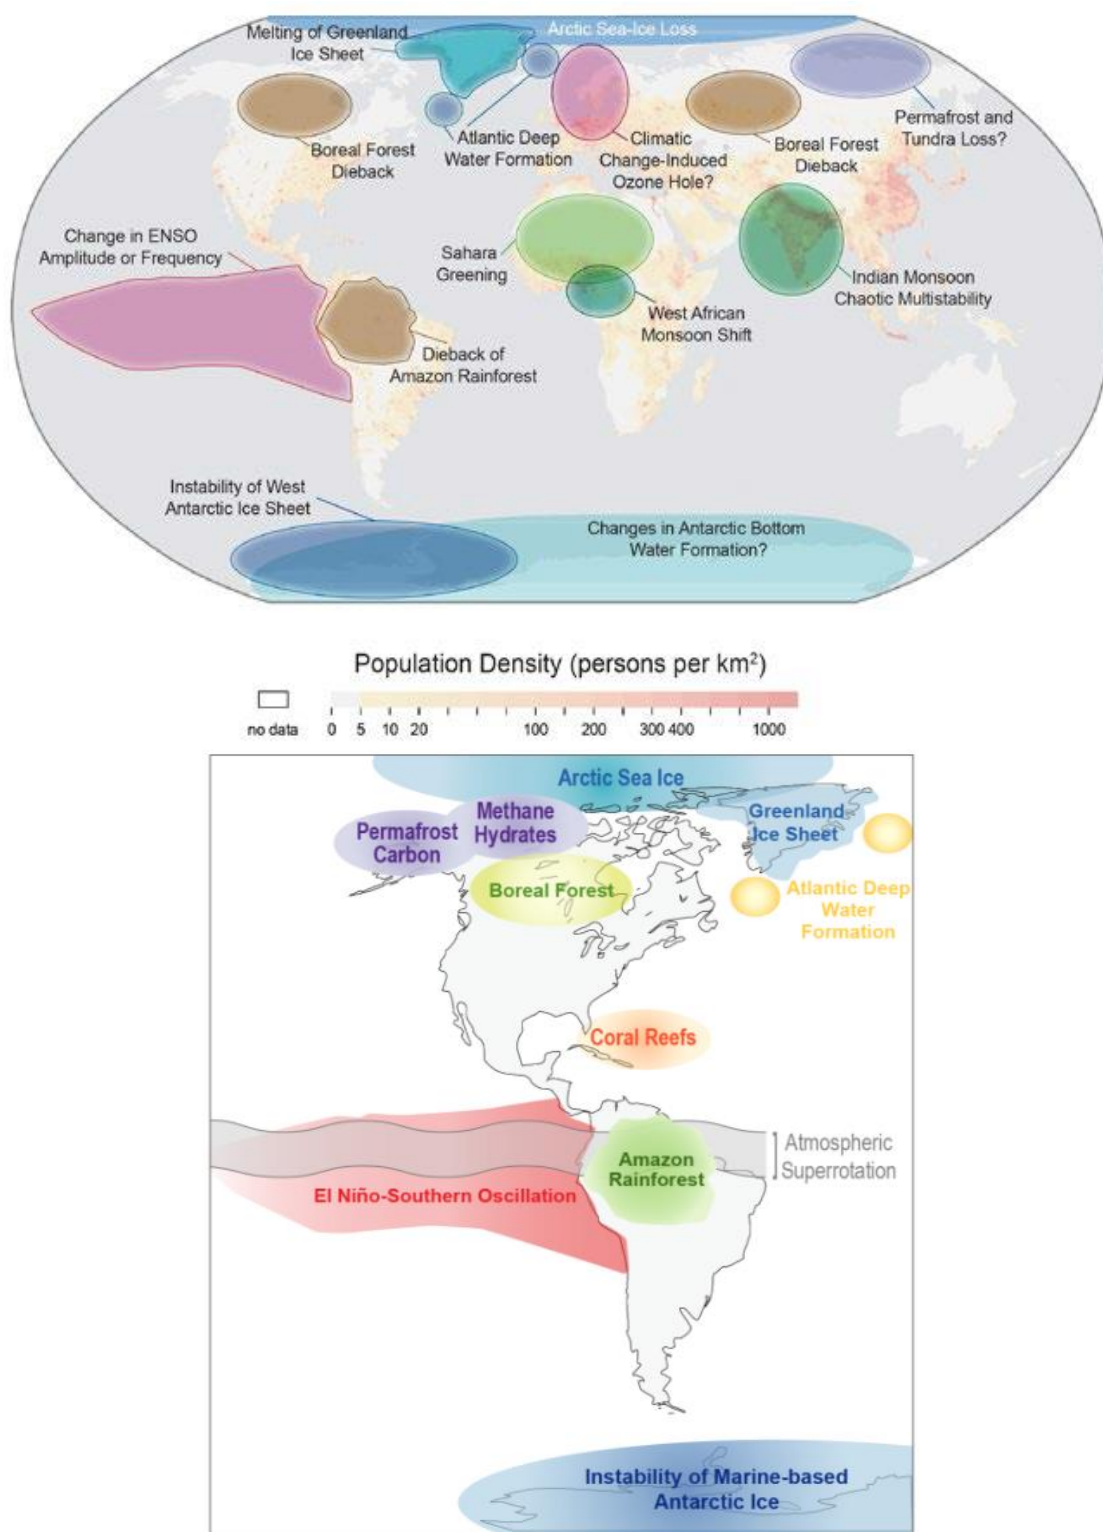 Melting of Greenland
Ice Sheet
Arctic Sea-Ice Loss
Boreal Forest
Dieback
Atlantic Deep
Water Formation
Climatic
Change-Induced
Ozone Hole?
Boreal Forest
Dieback
Permafrost and
Tundra Loss?
Change in ENSO
Amplitude or Frequency
Sahara
Greening
Indian Monsoon
Chaotic Multistability
West African
Monsoon Shift
Dieback of
Amazon Rainforest
Instability of West
Antarctic Ice Sheet
Changes in Antarctic Bottom
Water Formation?
Population Density (persons per km²)
no data 0 5 10 20 100 200 300 400 1000
Arctic Sea Ice
Methane
Hydrates
Permafrost
Carbon
Greenland
Ice Sheet
Boreal Forest
Atlantic Deep
Water
Formation
Coral Reefs
Atmospheric
Superrotation
Amazon
Rainforest
El Niño-Southern Oscillation
Instability of Marine-based
Antarctic Ice